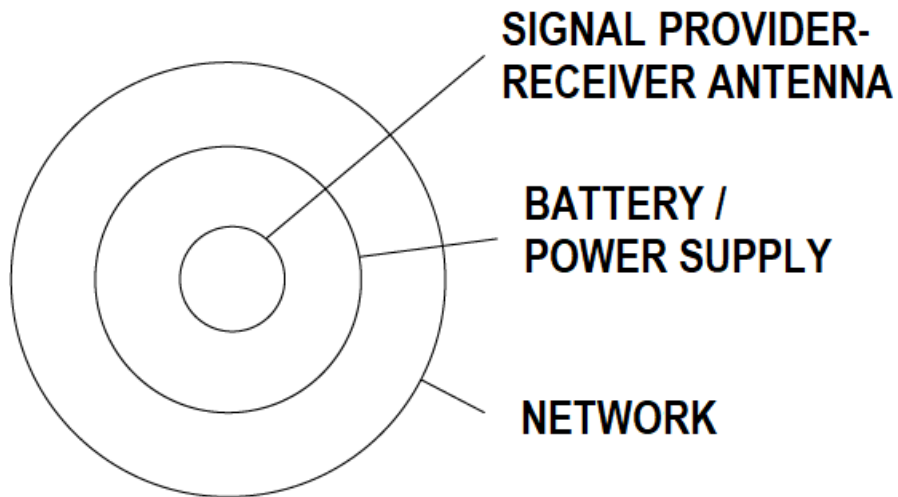 SIGNAL PROVIDER-
RECEIVER ANTENNA
BATTERY /
POWER SUPPLY
NETWORK